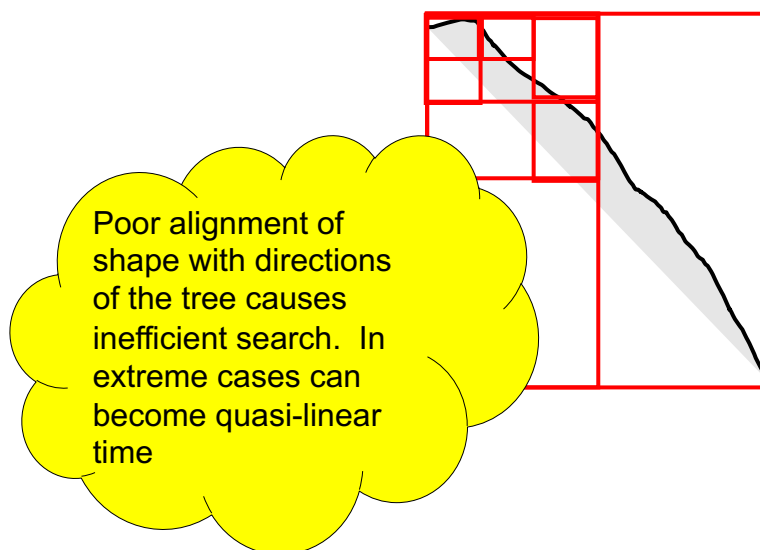 Poor alignment of
shape with directions
of the tree causes
inefficient search.  In
extreme cases can
become quasi-linear
time